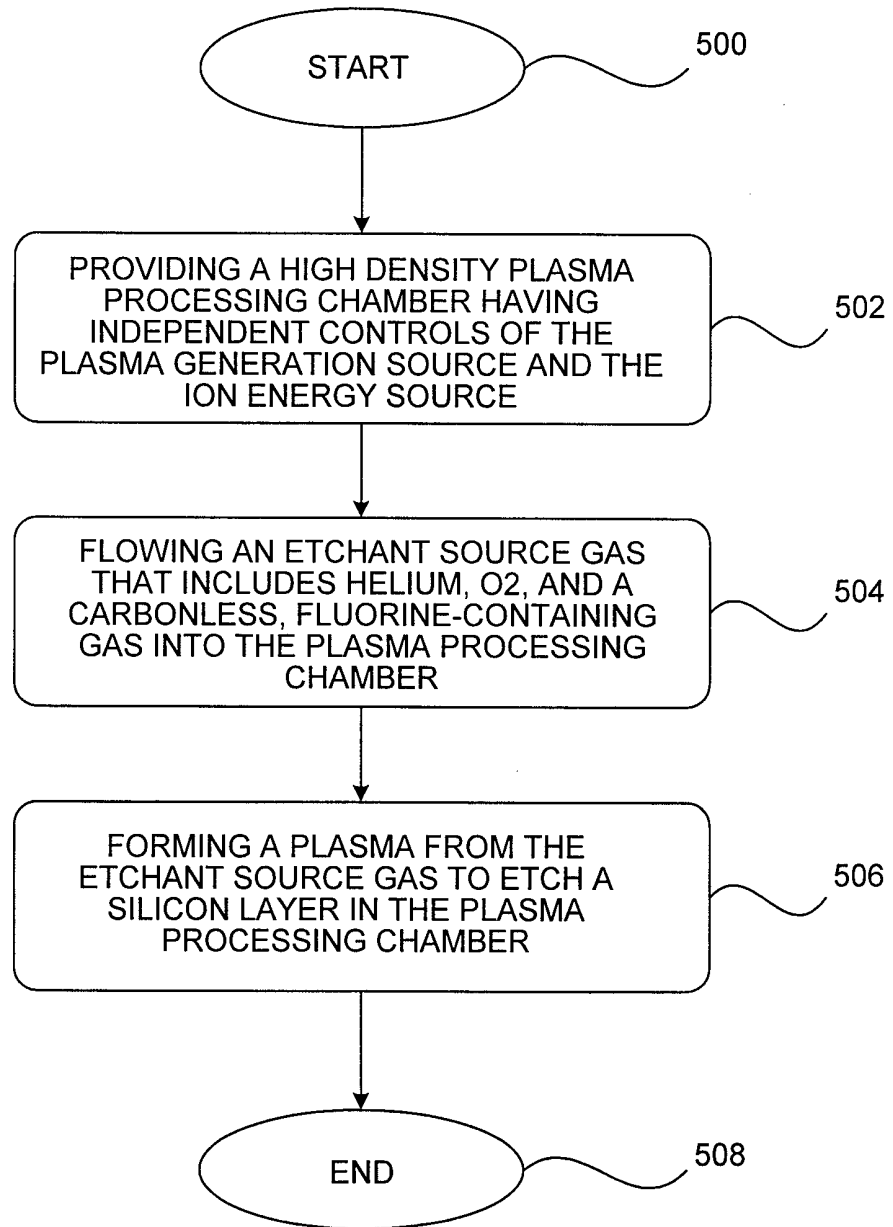 START
500
PROVIDING A HIGH DENSITY PLASMA
PROCESSING CHAMBER HAVING
INDEPENDENT CONTROLS OF THE
PLASMA GENERATION SOURCE AND THE
ION ENERGY SOURCE
502
FLOWING AN ETCHANT SOURCE GAS
THAT INCLUDES HELIUM, O2, AND A
CARBONLESS, FLUORINE-CONTAINING
GAS INTO THE PLASMA PROCESSING
CHAMBER
504
FORMING A PLASMA FROM THE
ETCHANT SOURCE GAS TO ETCH A
SILICON LAYER IN THE PLASMA
PROCESSING CHAMBER
506
END
508